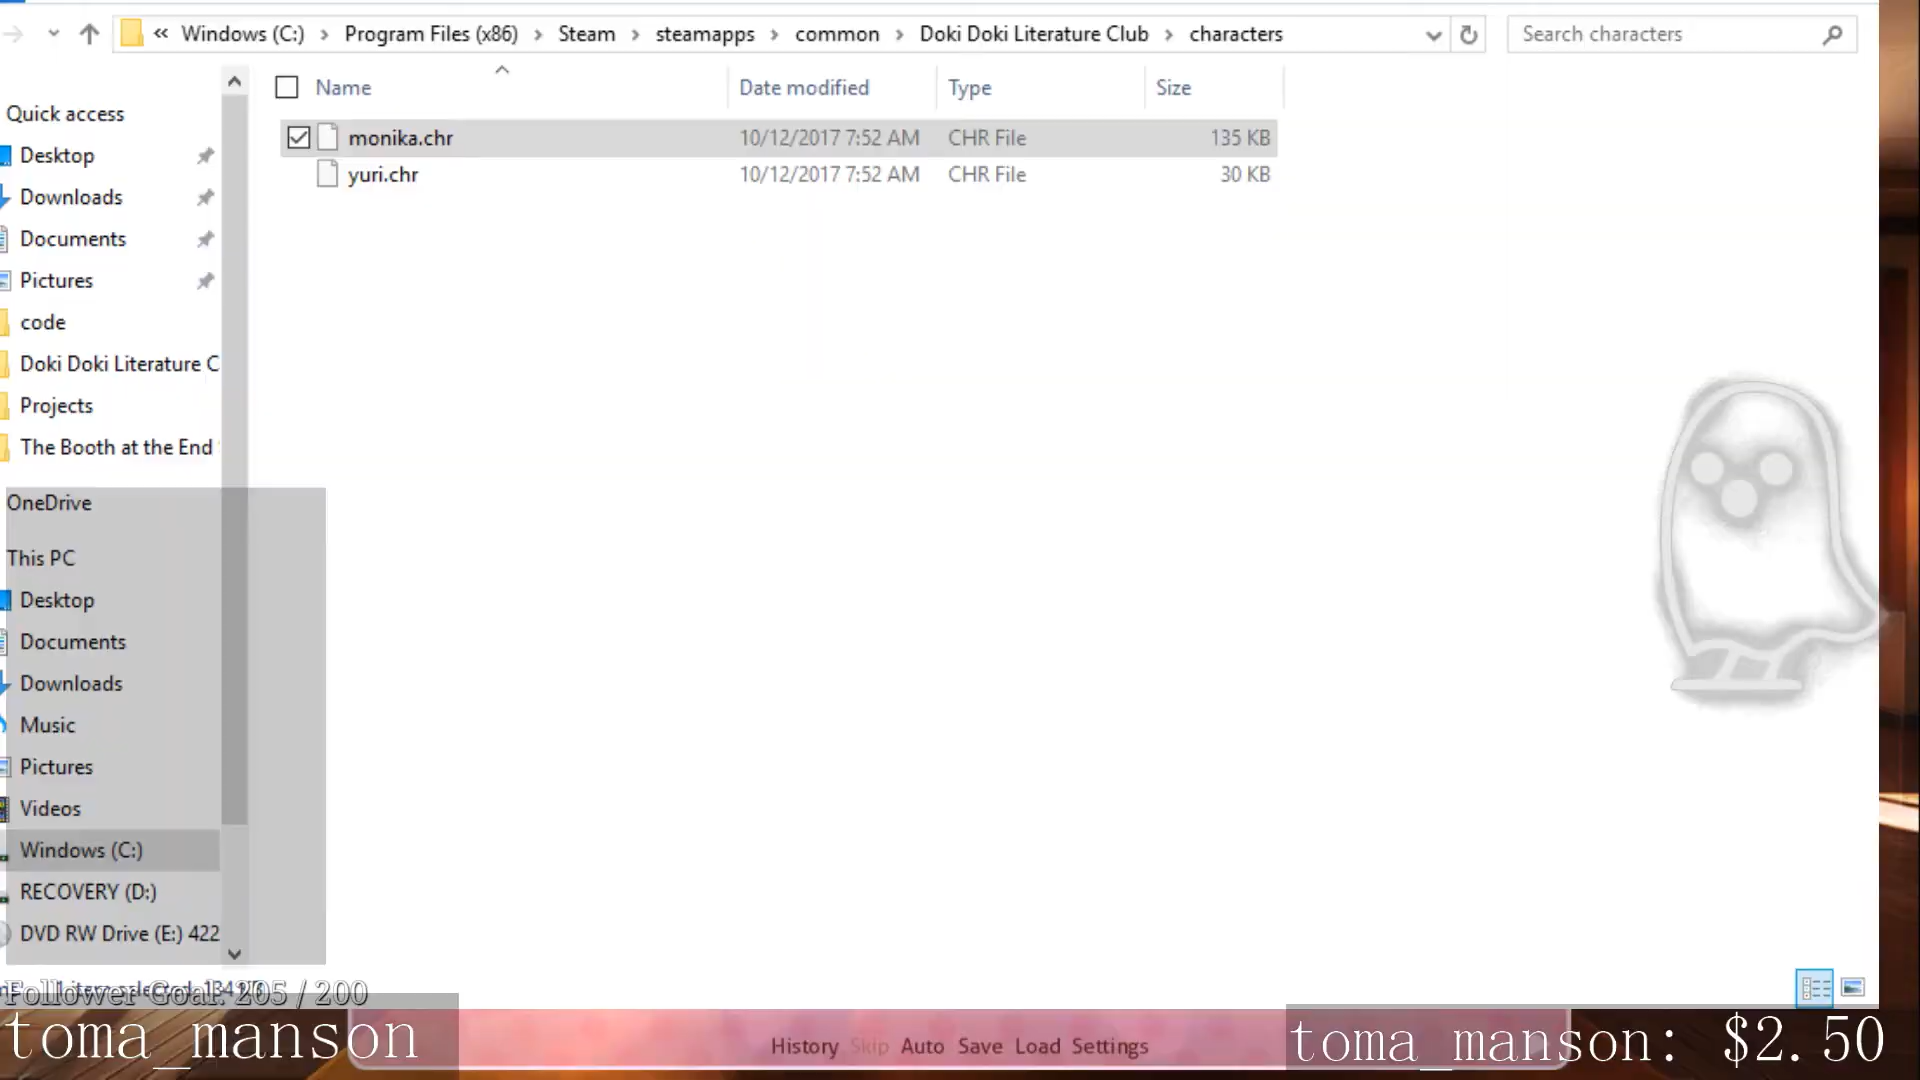 « Windows (C:) › Program Files (x86) › Steam › steamapps › common › Doki Doki Literature Club › characters
Search characters
Name
Date modified
Type
Size
monika.chr 10/12/2017 7:52 AM CHR File 135 KB
yuri.chr 10/12/2017 7:52 AM CHR File 30 KB
Quick access
Desktop
Downloads
Documents
Pictures
code
Doki Doki Literature C
Projects
The Booth at the End
OneDrive
This PC
Desktop
Documents
Downloads
Music
Pictures
Videos
Windows (C:)
RECOVERY (D:)
DVD RW Drive (E:) 422
Follower Goal: 205 / 200
toma_manson
History Skip Auto Save Load Settings
toma_manson: $2.50